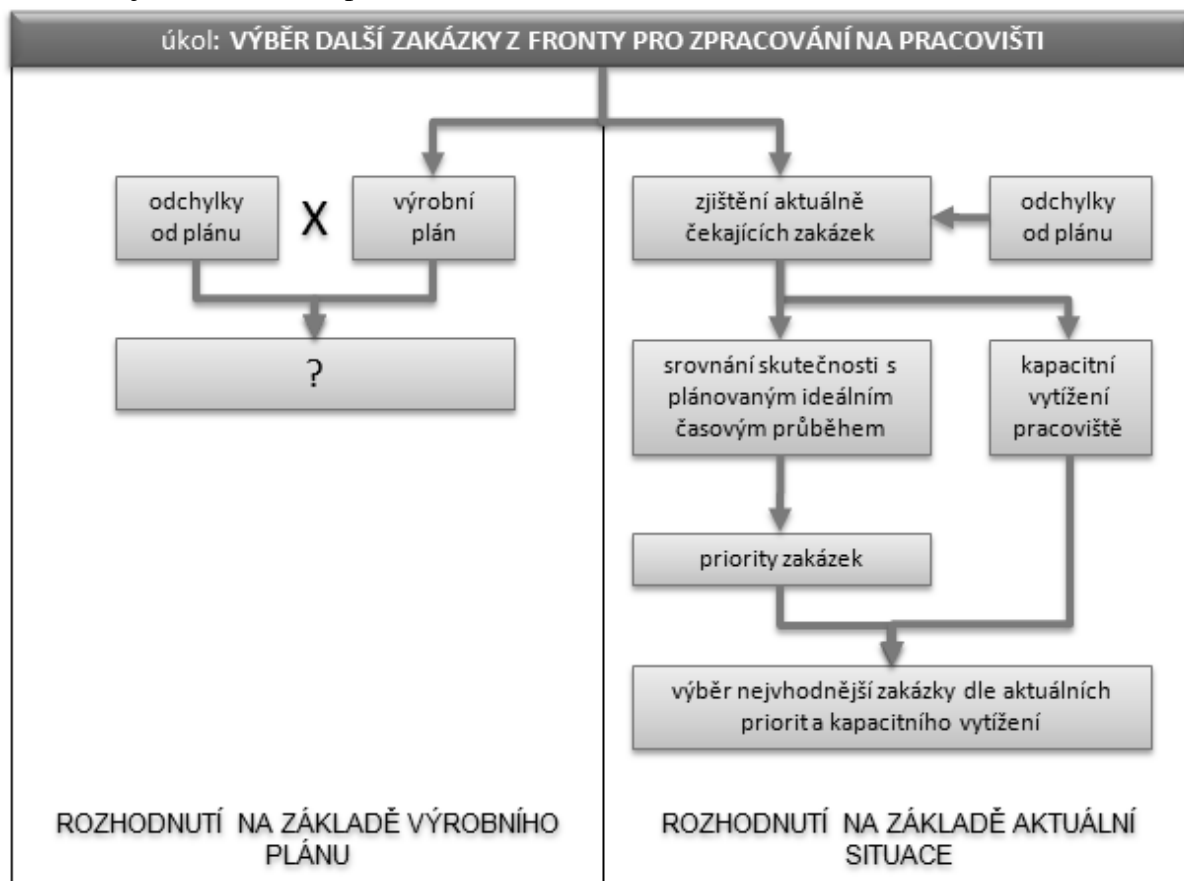 úkol: VÝBĚR DALŠÍ ZAKÁZKY Z FRONTY PRO ZPRACOVÁNÍ NA PRACOVIŠTI
odchylky
od plánu
X
výrobní
plán
?
ROZHODNUTÍ NA ZÁKLADĚ VÝROBNÍHO
PLÁNU
zjištění aktuálně
čekajících zakázek
odchylky
od plánu
srovnání skutečnosti s
plánovaným ideálním
časovým průběhem
kapacitní
vytížení
pracoviště
priority zakázek
výběr nejvhodnější zakázky dle aktuálních
priorit a kapacitního vytížení
ROZHODNUTÍ NA ZÁKLADĚ AKTUÁLNÍ
SITUACE